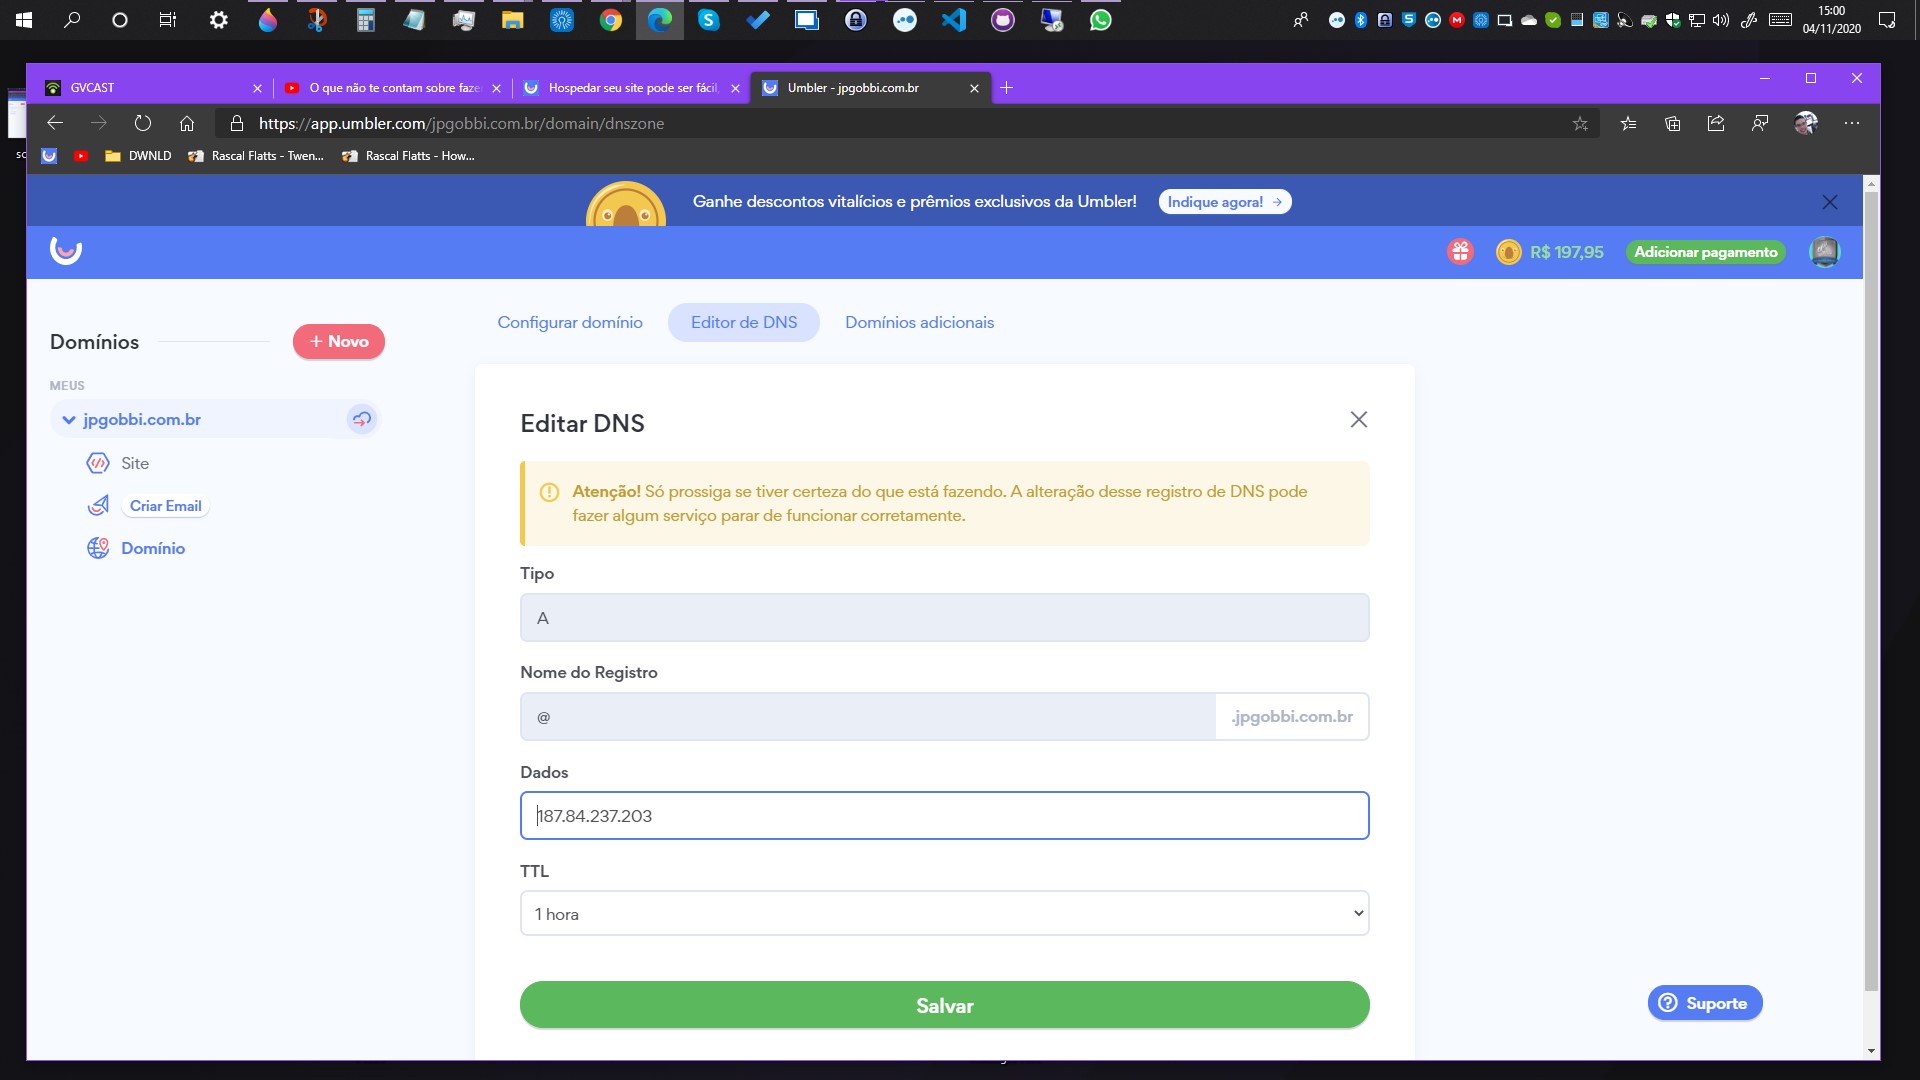 15:00
04/11/2020
GVCAST
O que não te contam sobre faze
Hospedar seu site pode ser fácil,
Umbler - jpgobbi.com.br
https://app.umbler.com/jpgobbi.com.br/domain/dnszone
DWNLD
Rascal Flatts - Twen...
Rascal Flatts - How...
Ganhe descontos vitalícios e prêmios exclusivos da Umbler!
Indique agora! →
R$ 197,95
Adicionar pagamento
Domínios
+ Novo
MEUS
jpgobbi.com.br
Site
Criar Email
Domínio
Configurar domínio
Editor de DNS
Domínios adicionais
Editar DNS
Atenção! Só prossiga se tiver certeza do que está fazendo. A alteração desse registro de DNS pode
fazer algum serviço parar de funcionar corretamente.
Tipo
A
Nome do Registro
@
.jpgobbi.com.br
Dados
187.84.237.203
TTL
1 hora
Salvar
Suporte